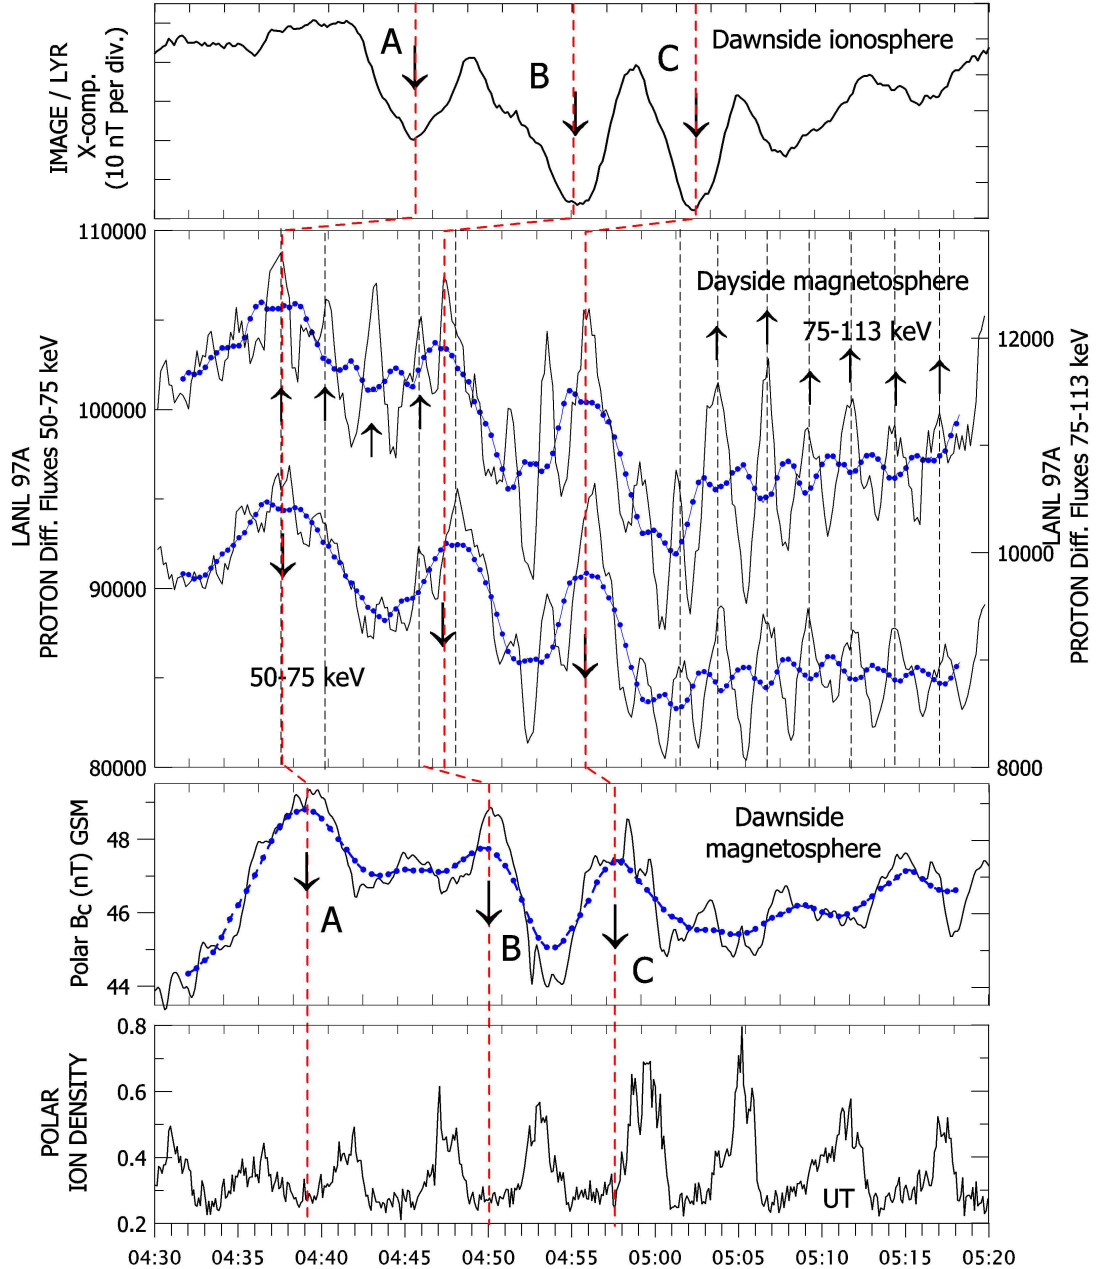 IMAGE / LYR
X-comp.
(10 nT per div.)
A
B
C
Dawnside ionosphere
110000
100000
90000
80000
LANL 97A
PROTON Diff. Fluxes 50-75 keV
Dayside magnetosphere
75-113 keV
50-75 keV
12000
10000
8000
LANL 97A
PROTON Diff. Fluxes 75-113 keV
48
46
44
Polar BC (nT) GSM
Dawnside
magnetosphere
A
B
C
0.8
0.6
0.4
0.2
POLAR
ION DENSITY
UT
04:30 04:35 04:40 04:45 04:50 04:55 05:00 05:05 05:10 05:15 05:20